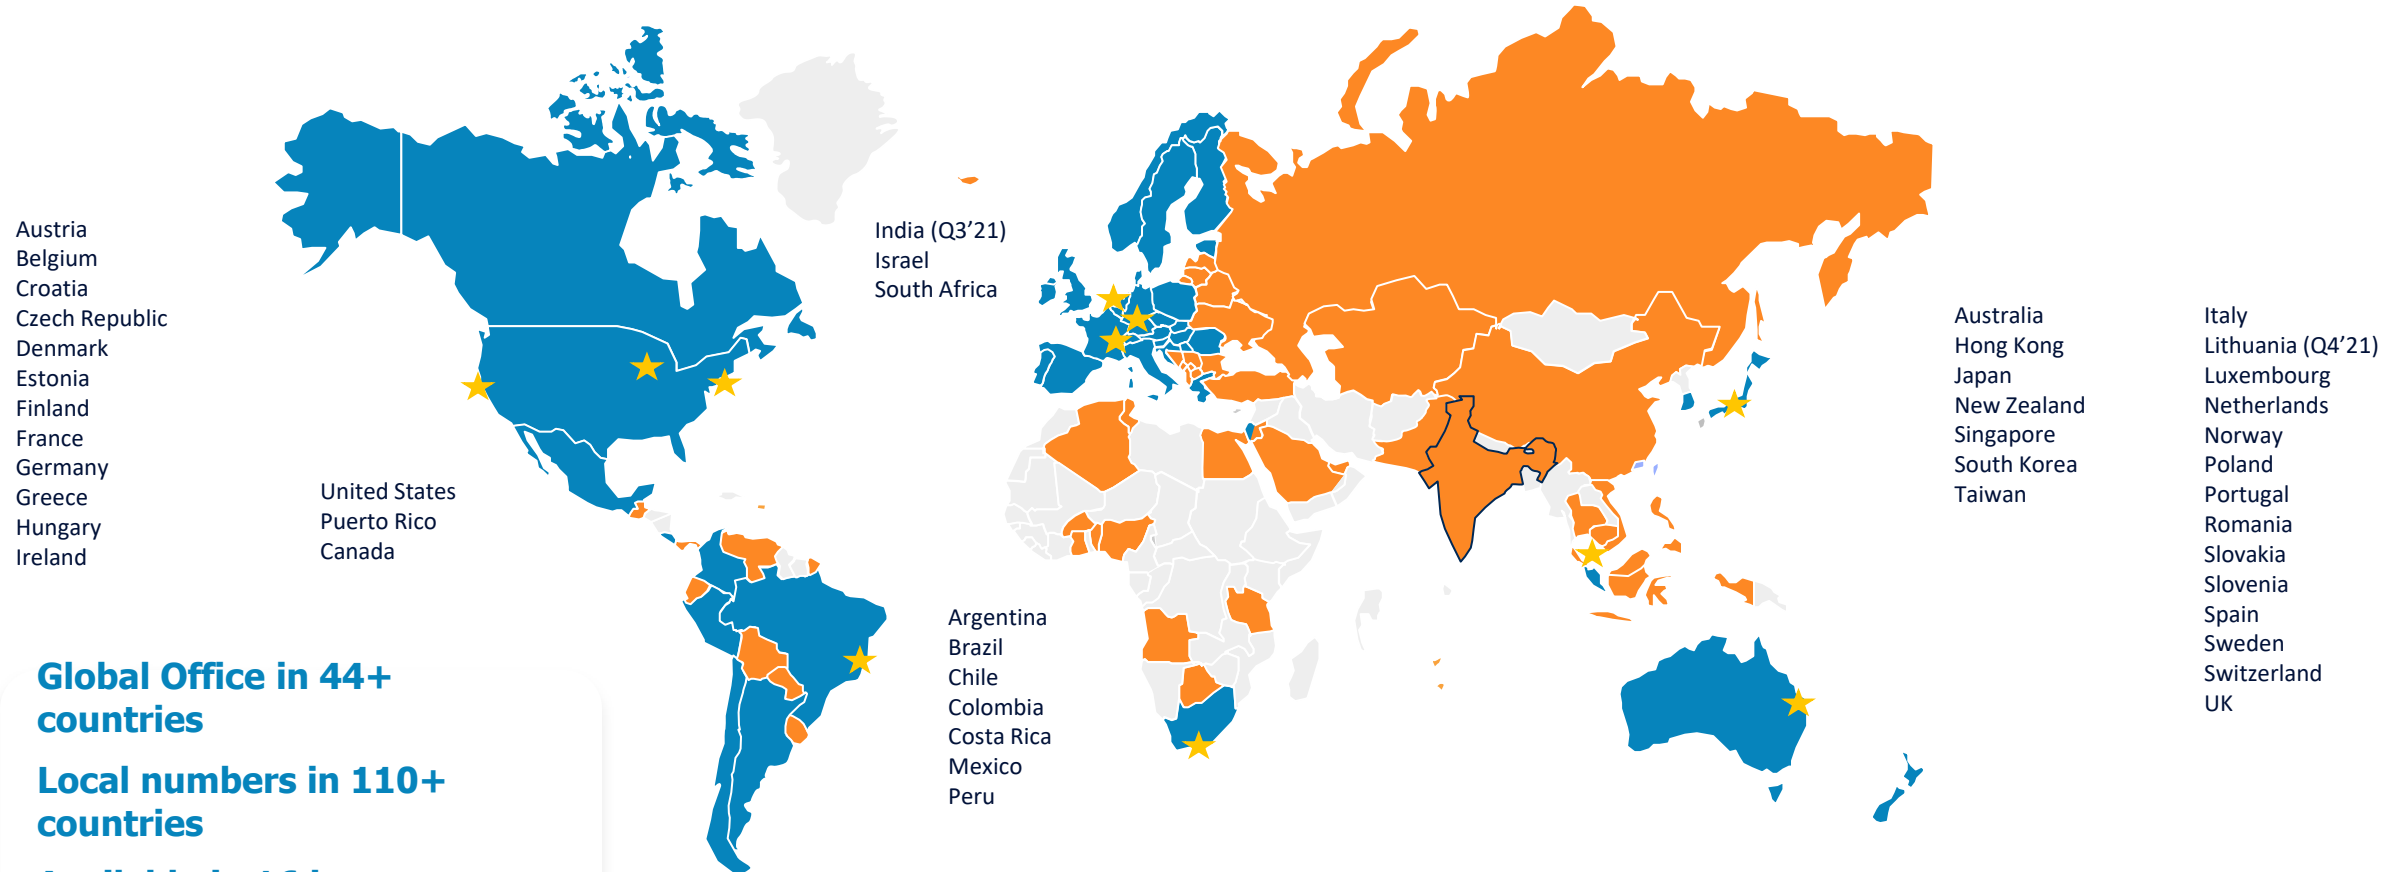 Austria
Belgium
Croatia
Czech Republic
Denmark
Estonia
Finland
France
Germany
Greece
Hungary
Ireland
United States
Puerto Rico
Canada
India (Q3’21)
Israel
South Africa
Argentina
Brazil
Chile
Colombia
Costa Rica
Mexico
Peru
Australia
Hong Kong
Japan
New Zealand
Singapore
South Korea
Taiwan
Italy
Lithuania (Q4’21)
Luxembourg
Netherlands
Norway
Poland
Portugal
Romania
Slovakia
Slovenia
Spain
Sweden
Switzerland
UK
Global Office in 44+
countries
Local numbers in 110+
countries